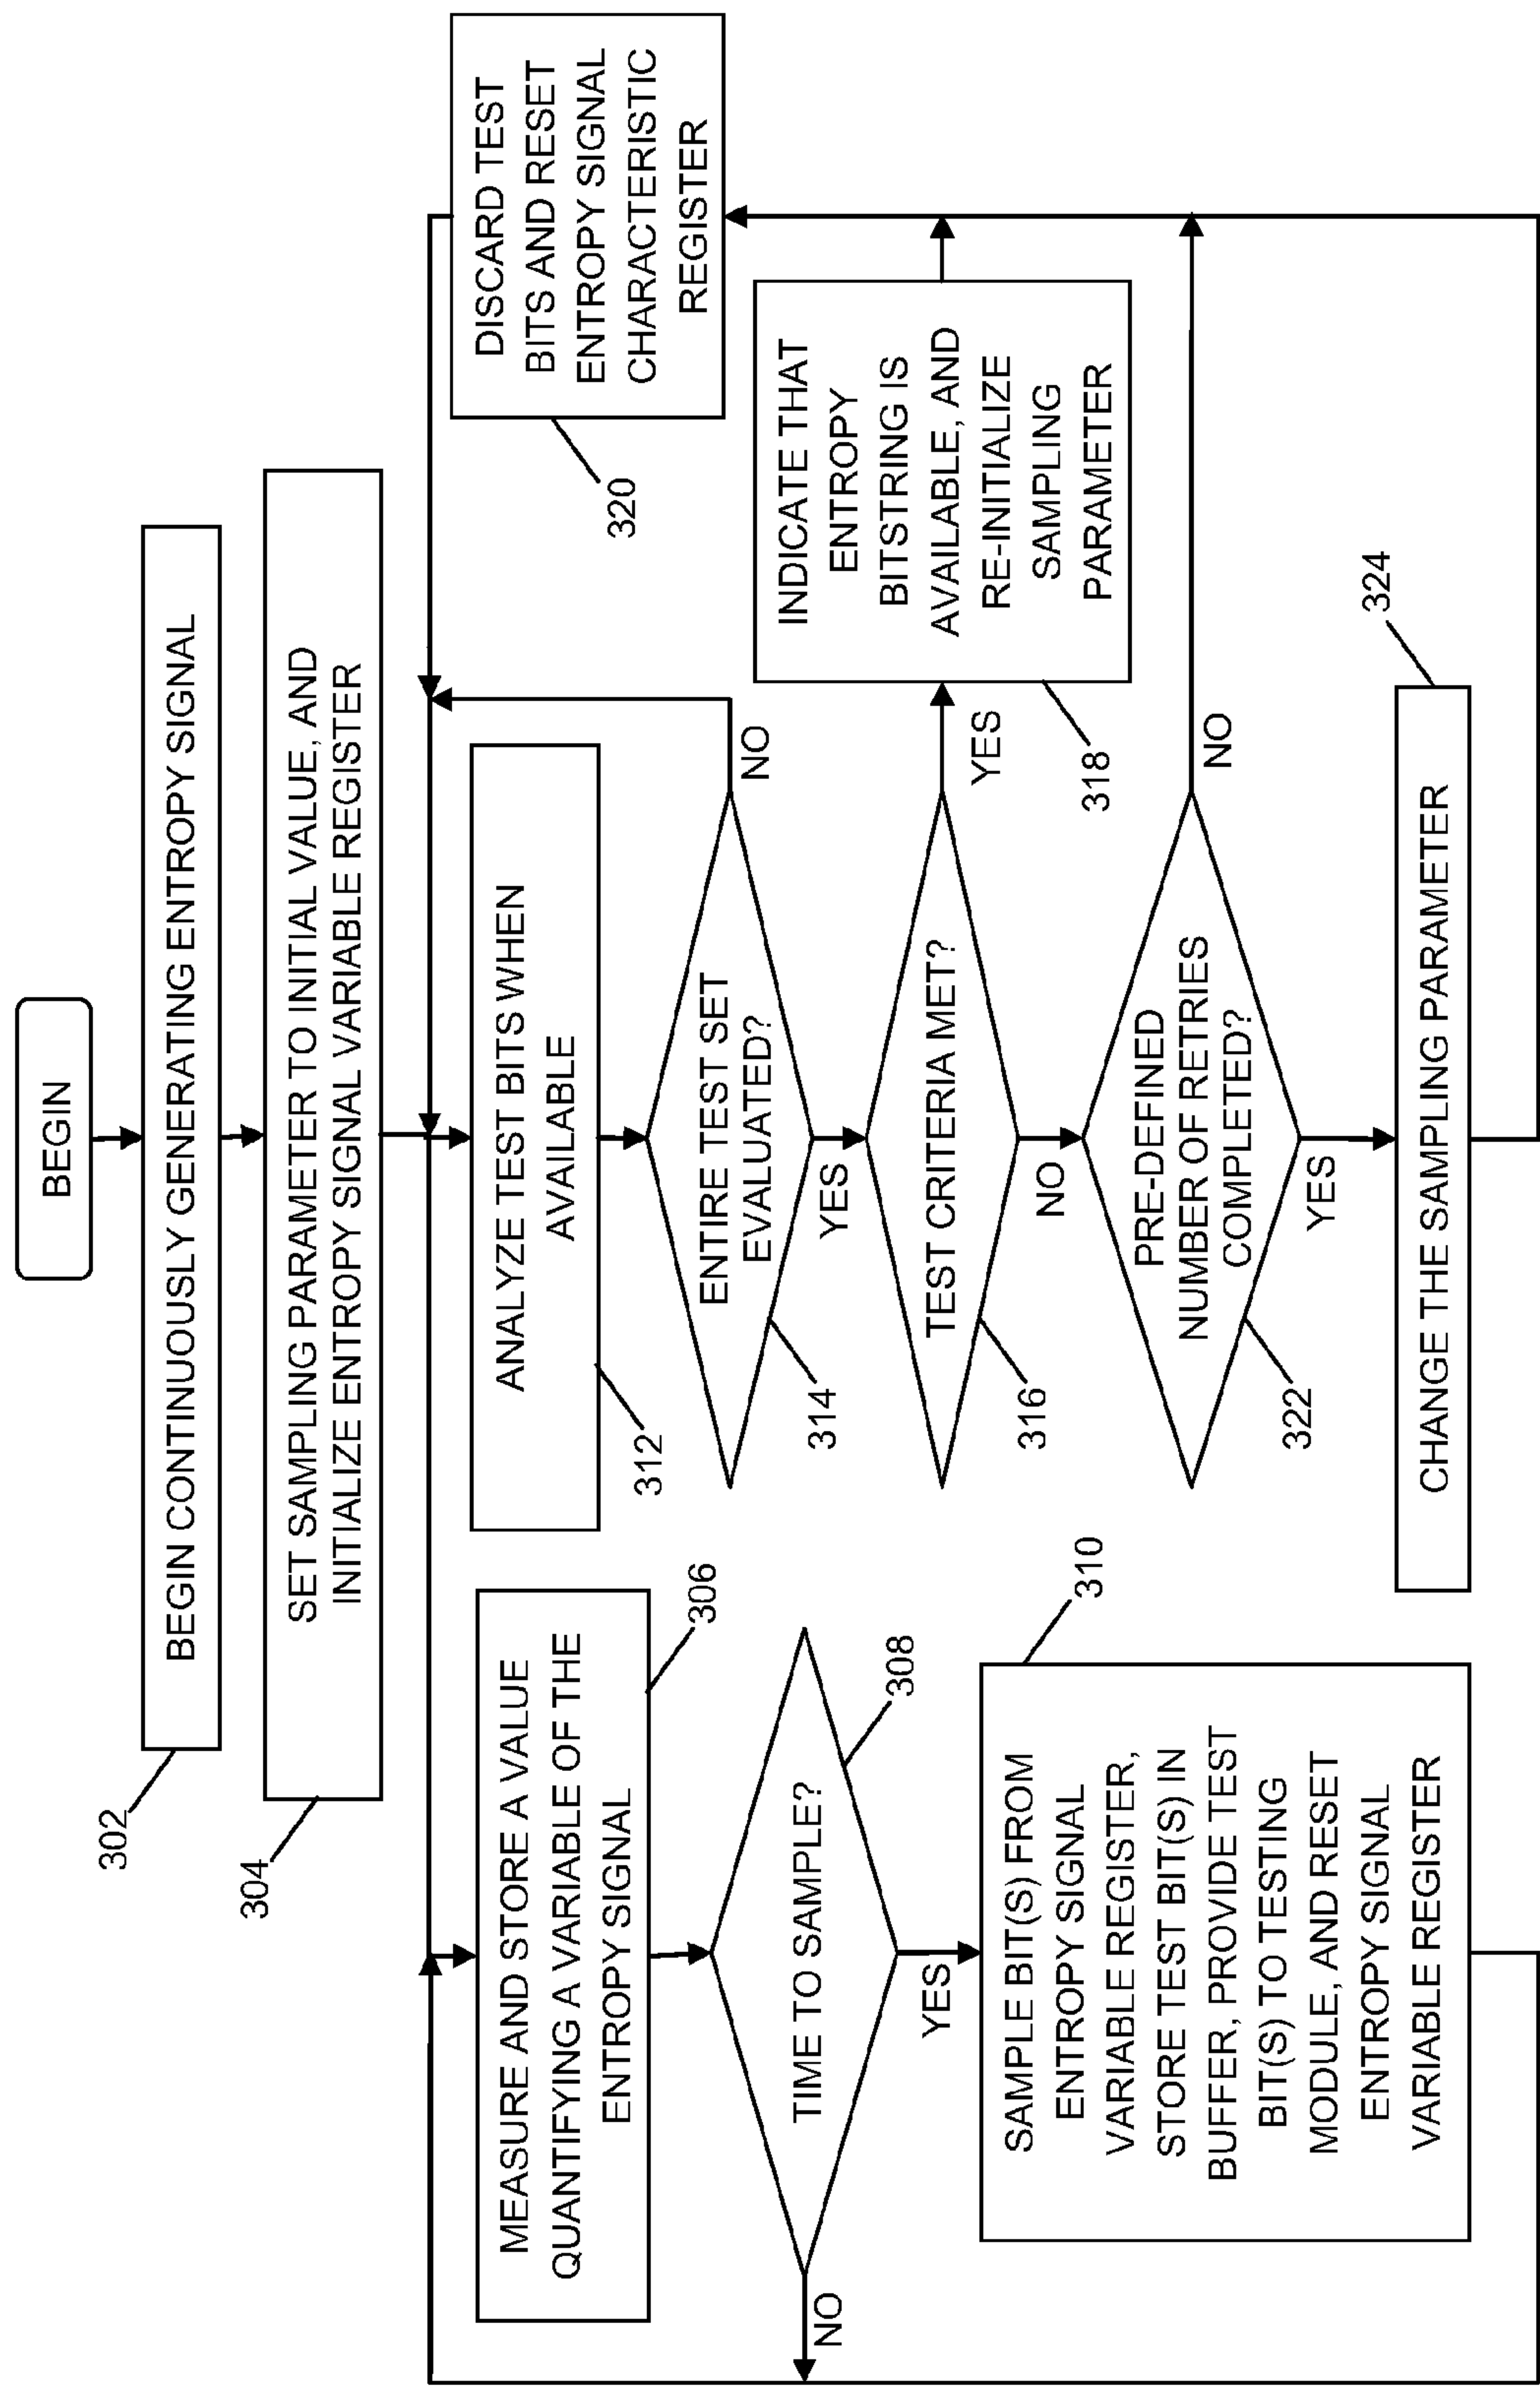 BEGIN
BEGIN CONTINUOUSLY GENERATING ENTROPY SIGNAL
302
SET SAMPLING PARAMETER TO INITIAL VALUE, AND
INITIALIZE ENTROPY SIGNAL VARIABLE REGISTER
304
MEASURE AND STORE A VALUE
QUANTIFYING A VARIABLE OF THE
ENTROPY SIGNAL
306
TIME TO SAMPLE?
308
NO
YES
SAMPLE BIT(S) FROM
ENTROPY SIGNAL
VARIABLE REGISTER,
STORE TEST BIT(S) IN
BUFFER, PROVIDE TEST
BIT(S) TO TESTING
MODULE, AND RESET
ENTROPY SIGNAL
VARIABLE REGISTER
310
ANALYZE TEST BITS WHEN
AVAILABLE
312
ENTIRE TEST SET
EVALUATED?
314
NO
YES
TEST CRITERIA MET?
316
YES
NO
INDICATE THAT
ENTROPY
BITSTRING IS
AVAILABLE, AND
RE-INITIALIZE
SAMPLING
PARAMETER
318
DISCARD TEST
BITS AND RESET
ENTROPY SIGNAL
CHARACTERISTIC
REGISTER
320
PRE-DEFINED
NUMBER OF RETRIES
COMPLETED?
322
NO
YES
CHANGE THE SAMPLING PARAMETER
324